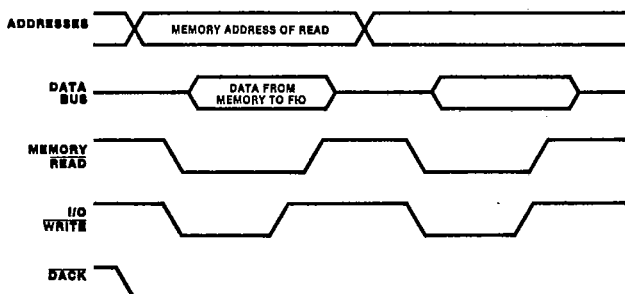 ADDRESSES
MEMORY ADDRESS OF READ
DATA
BUS
DATA FROM
MEMORY TO FIO
MEMORY
READ
I/O
WRITE
DACK